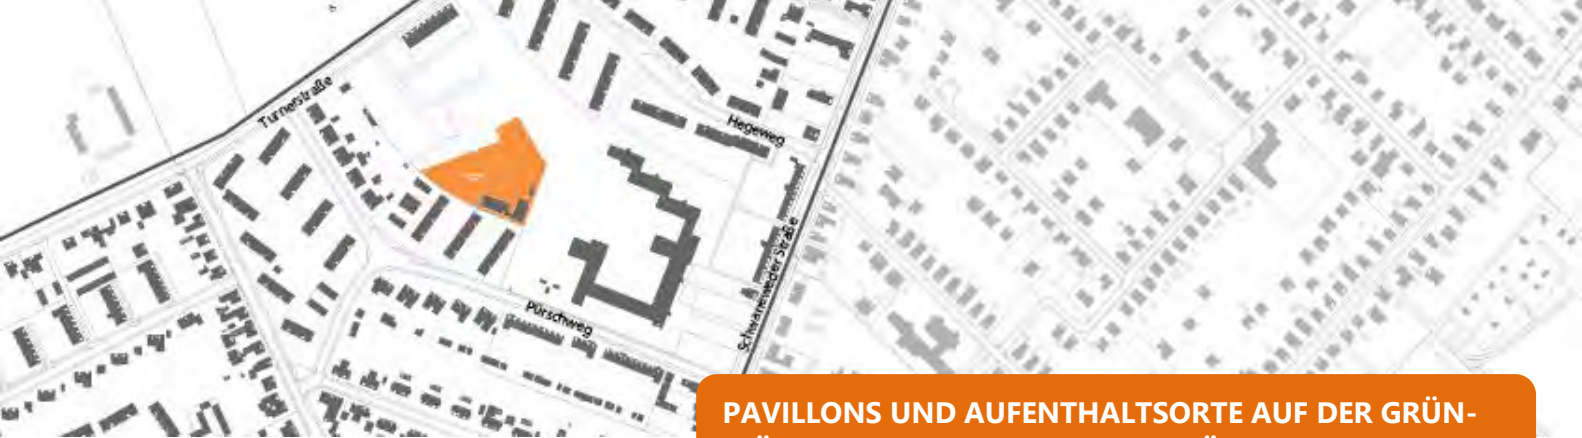 Turnerstraße
Hegeweg
Schwaneweder Straße
Pürschweg
PAVILLONS UND AUFENTHALTSORTE AUF DER GRÜN-